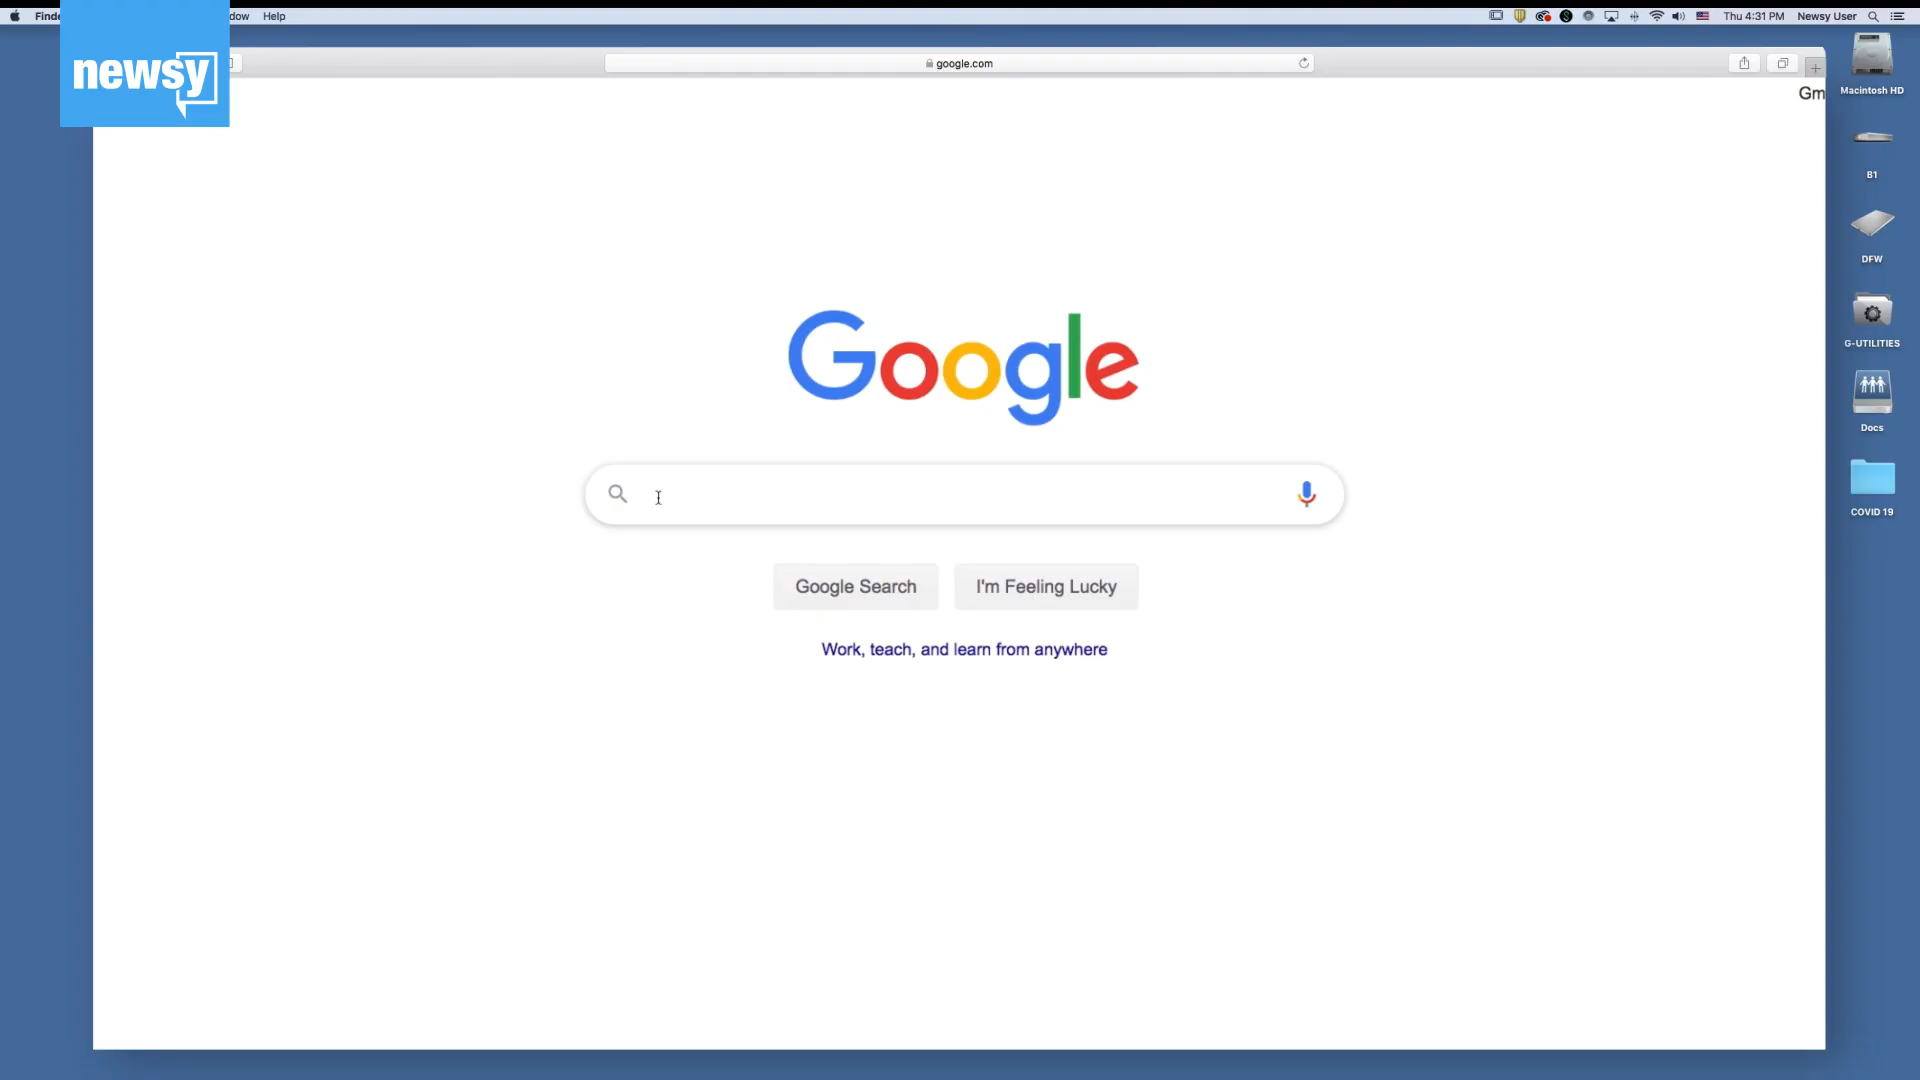 Finde
dow Help
Thu 4:31 PM Newsy User
newsy
google.com
Gm
Macintosh HD
B1
DFW
G-UTILITIES
Docs
COVID 19
Google
Google Search I'm Feeling Lucky
Work, teach, and learn from anywhere